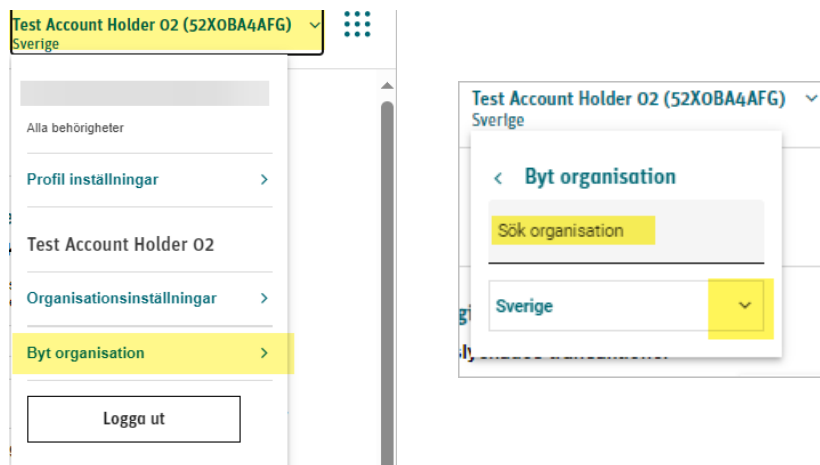 Test Account Holder 02 (52X0BA4AFG)
Sverige
Alla behörigheter
Profil inställningar
Test Account Holder 02
Organisationsinställningar
Byt organisation
Logga ut
Test Account Holder 02 (52X0BA4AFG)
Sverige
Byt organisation
Sök organisation
Sverige